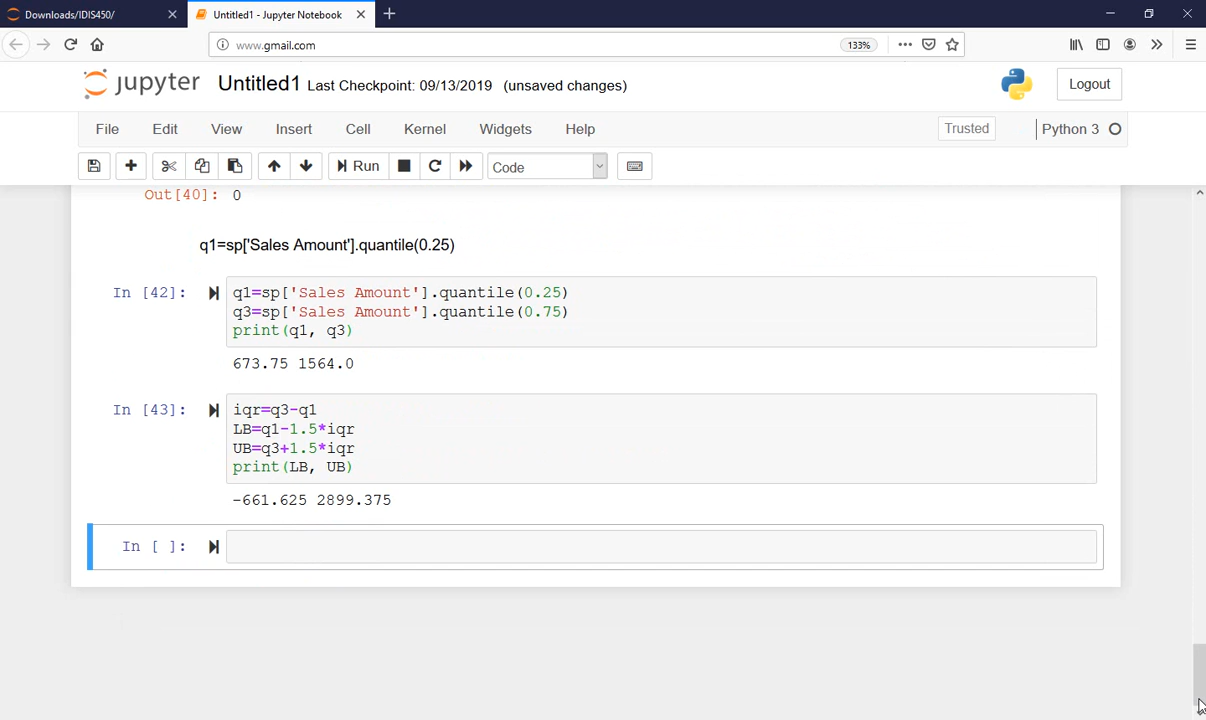 Downloads/IDIS450/
Untitled1 - Jupyter Notebook
www.gmail.com
133%
jupyter Untitled1 Last Checkpoint: 09/13/2019 (unsaved changes)
Logout
File Edit View Insert Cell Kernel Widgets Help
Trusted
Python 3
Run
Code
Out[40]: 0
q1=sp['Sales Amount'].quantile(0.25)
In [42]: q1=sp['Sales Amount'].quantile(0.25)
q3=sp['Sales Amount'].quantile(0.75)
print(q1, q3)
673.75 1564.0
In [43]: iqr=q3-q1
LB=q1-1.5*iqr
UB=q3+1.5*iqr
print(LB, UB)
-661.625 2899.375
In [ ]: